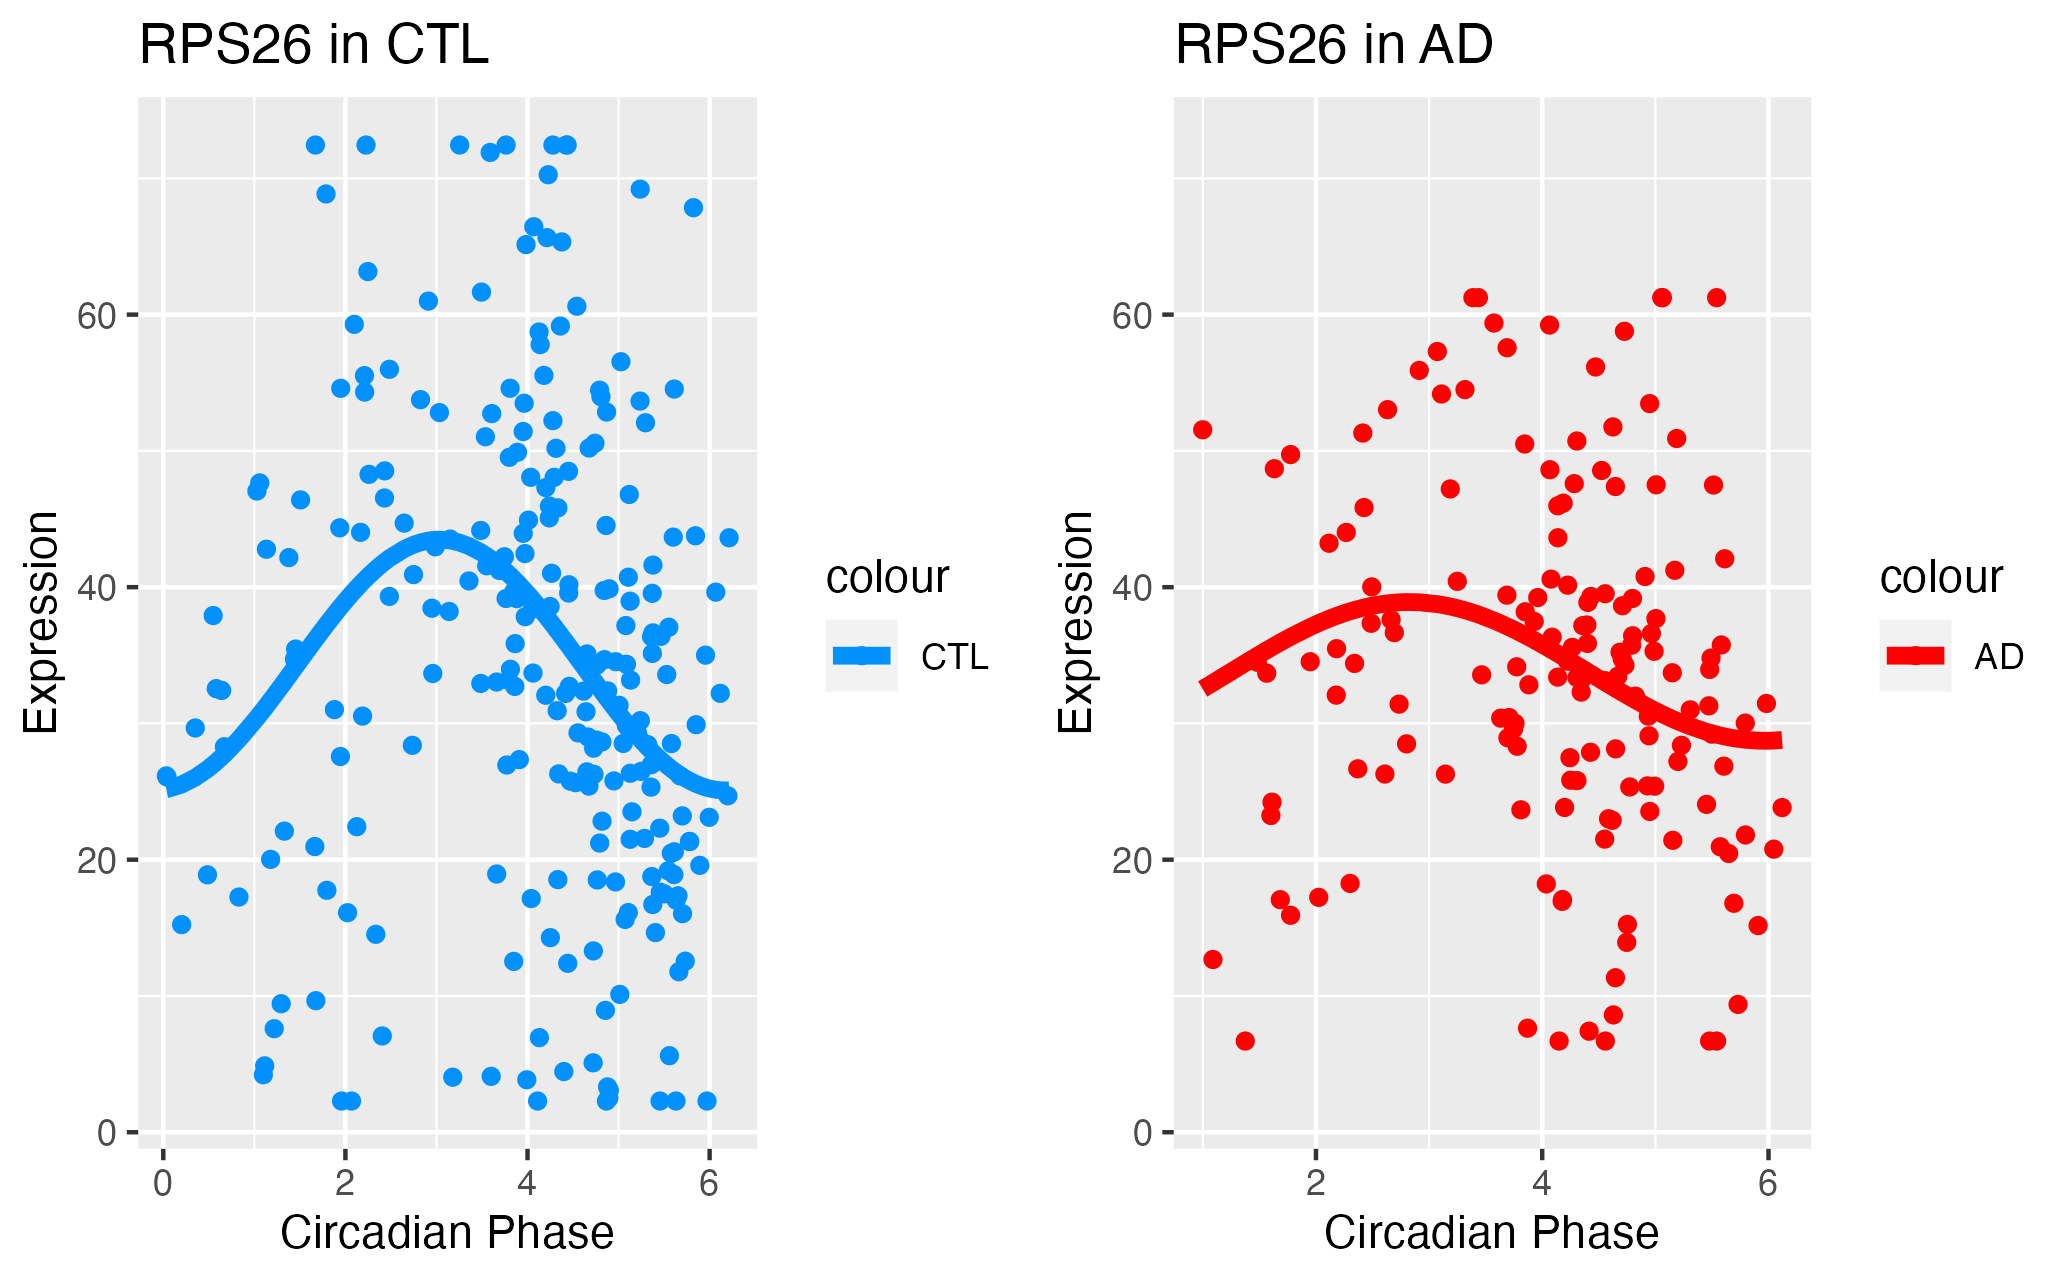 RPS26 in CTL
Expression
60
40
20
0
0 2 4 6
Circadian Phase
colour
CTL
RPS26 in AD
Expression
60
40
20
0
2 4 6
Circadian Phase
colour
AD